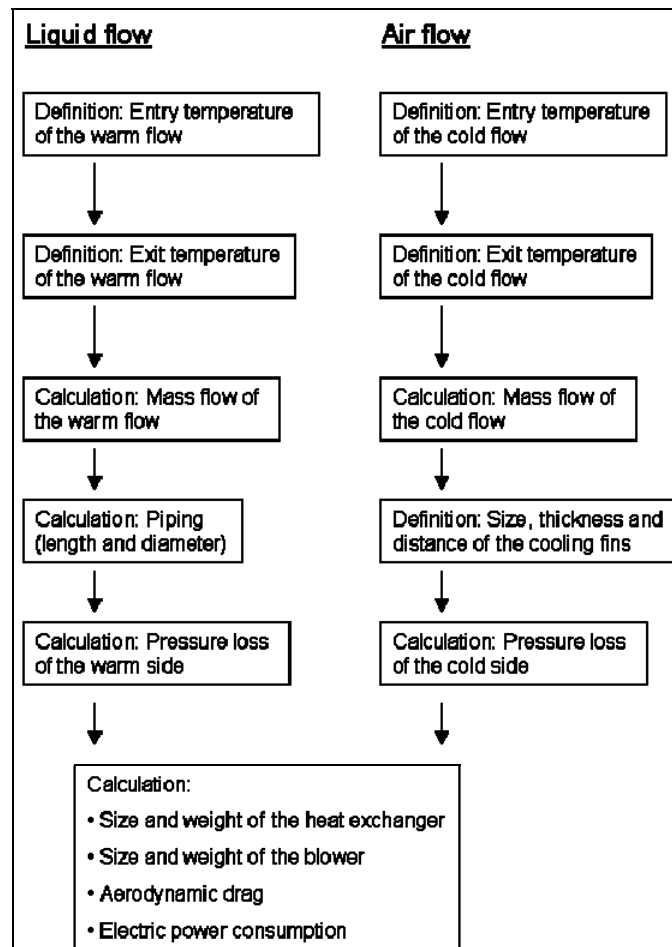 Liquid flow
Air flow
Definition: Entry temperature
of the warm flow
Definition: Entry temperature
of the cold flow
Definition: Exit temperature
of the warm flow
Definition: Exit temperature
of the cold flow
Calculation: Mass flow of
the warm flow
Calculation: Mass flow of
the cold flow
Calculation: Piping
(length and diameter)
Definition: Size, thickness and
distance of the cooling fins
Calculation: Pressure loss
of the warm side
Calculation: Pressure loss
of the cold side
Calculation:
• Size and weight of the heat exchanger
• Size and weight of the blower
• Aerodynamic drag
• Electric power consumption